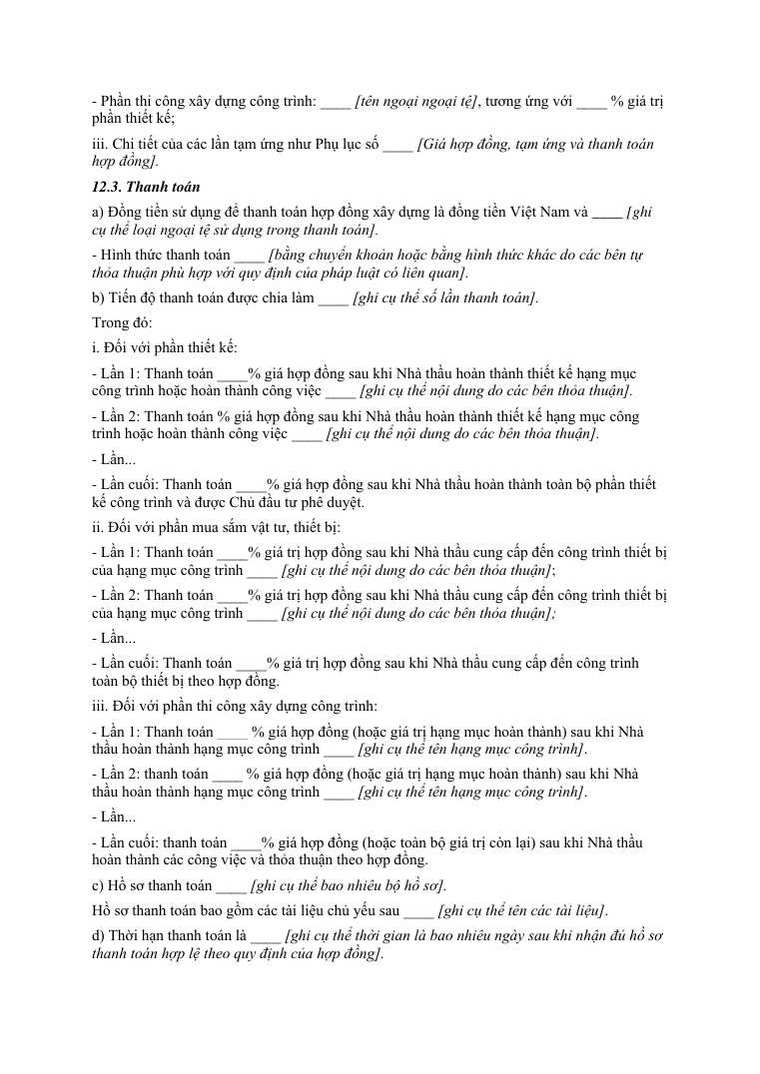 - Phần thi công xây dựng công trình: ____ [tên ngoại ngoại tệ], tương ứng với ____ % giá trị
phần thiết kế;
iii. Chi tiết của các lần tạm ứng như Phụ lục số ____ [Giá hợp đồng, tạm ứng và thanh toán
hợp đồng].
12.3. Thanh toán
a) Đồng tiền sử dụng để thanh toán hợp đồng xây dựng là đồng tiền Việt Nam và ____ [ghi
cụ thể loại ngoại tệ sử dụng trong thanh toán].
- Hình thức thanh toán ____ [bằng chuyển khoản hoặc bằng hình thức khác do các bên tự
thỏa thuận phù hợp với quy định của pháp luật có liên quan].
b) Tiến độ thanh toán được chia làm ____ [ghi cụ thể số lần thanh toán].
Trong đó:
i. Đối với phần thiết kế:
- Lần 1: Thanh toán ____% giá hợp đồng sau khi Nhà thầu hoàn thành thiết kế hạng mục
công trình hoặc hoàn thành công việc ____ [ghi cụ thể nội dung do các bên thỏa thuận].
- Lần 2: Thanh toán % giá hợp đồng sau khi Nhà thầu hoàn thành thiết kế hạng mục công
trình hoặc hoàn thành công việc ____ [ghi cụ thể nội dung do các bên thỏa thuận].
- Lần...
- Lần cuối: Thanh toán ____% giá hợp đồng sau khi Nhà thầu hoàn thành toàn bộ phần thiết
kế công trình và được Chủ đầu tư phê duyệt.
ii. Đối với phần mua sắm vật tư, thiết bị:
- Lần 1: Thanh toán ____% giá trị hợp đồng sau khi Nhà thầu cung cấp đến công trình thiết bị
của hạng mục công trình ____ [ghi cụ thể nội dung do các bên thỏa thuận];
- Lần 2: Thanh toán ____% giá trị hợp đồng sau khi Nhà thầu cung cấp đến công trình thiết bị
của hạng mục công trình ____ [ghi cụ thể nội dung do các bên thỏa thuận];
- Lần...
- Lần cuối: Thanh toán ____% giá trị hợp đồng sau khi Nhà thầu cung cấp đến công trình
toàn bộ thiết bị theo hợp đồng.
iii. Đối với phần thi công xây dựng công trình:
- Lần 1: Thanh toán ____ % giá hợp đồng (hoặc giá trị hạng mục hoàn thành) sau khi Nhà
thầu hoàn thành hạng mục công trình ____ [ghi cụ thể tên hạng mục công trình].
- Lần 2: thanh toán ____ % giá hợp đồng (hoặc giá trị hạng mục hoàn thành) sau khi Nhà
thầu hoàn thành hạng mục công trình ____ [ghi cụ thể tên hạng mục công trình].
- Lần...
- Lần cuối: thanh toán ____% giá hợp đồng (hoặc toàn bộ giá trị còn lại) sau khi Nhà thầu
hoàn thành các công việc và thỏa thuận theo hợp đồng.
c) Hồ sơ thanh toán ____ [ghi cụ thể bao nhiêu bộ hồ sơ].
Hồ sơ thanh toán bao gồm các tài liệu chủ yếu sau ____ [ghi cụ thể tên các tài liệu].
d) Thời hạn thanh toán là ____ [ghi cụ thể thời gian là bao nhiêu ngày sau khi nhận đủ hồ sơ
thanh toán hợp lệ theo quy định của hợp đồng].